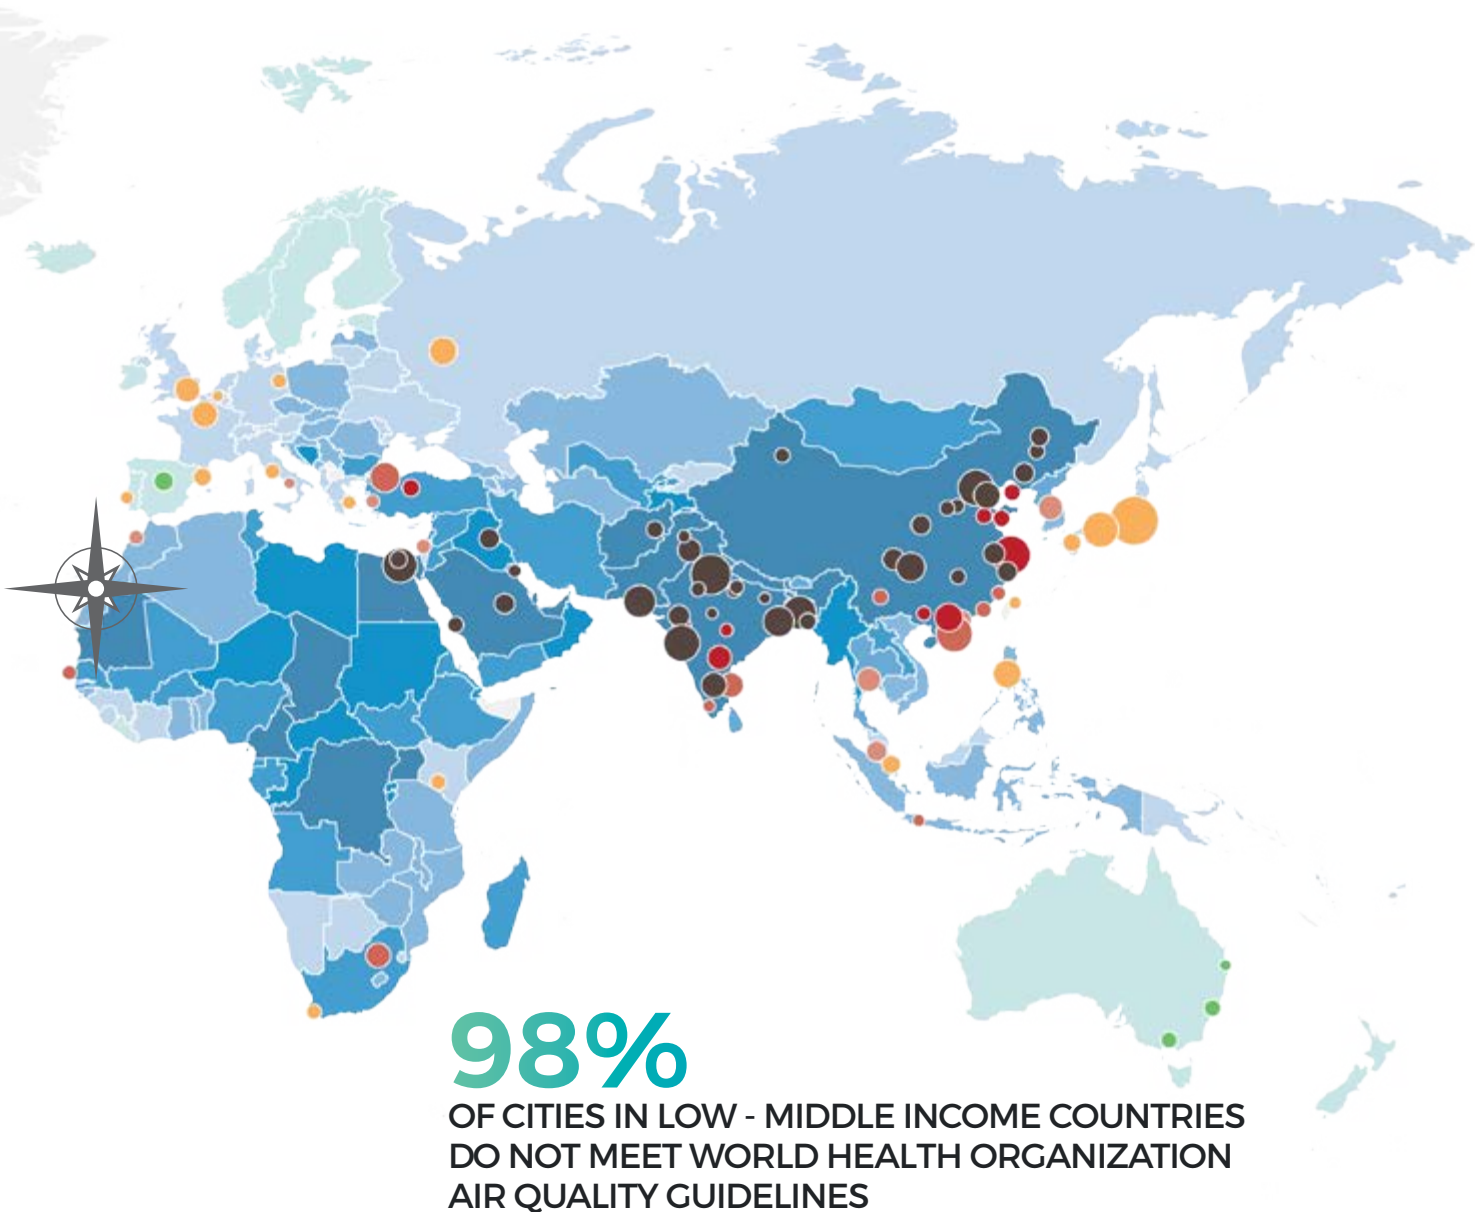 98%
OF CITIES IN LOW - MIDDLE INCOME COUNTRIES
DO NOT MEET WORLD HEALTH ORGANIZATION
AIR QUALITY GUIDELINES